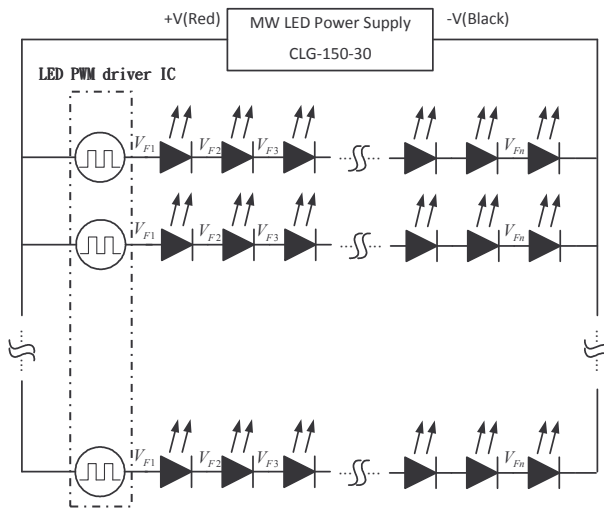 +V(Red)
MW LED Power Supply
CLG-150-30
-V(Black)
LED PWM driver IC
VF1 VF2 VF3 VFn
VF1 VF2 VF3 VFn
VF1 VF2 VF3 VFn